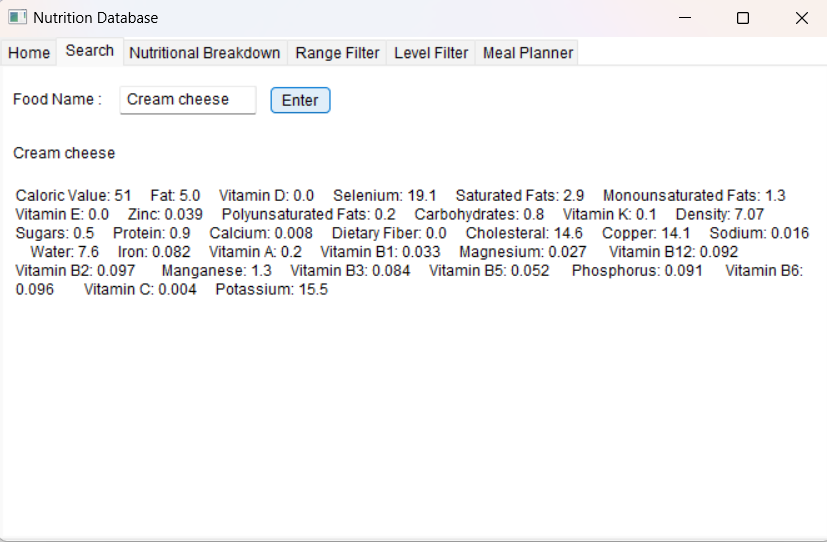 Nutrition Database
Home Search Nutritional Breakdown Range Filter Level Filter Meal Planner
Food Name : Cream cheese Enter
Cream cheese
Caloric Value: 51 Fat: 5.0 Vitamin D: 0.0 Selenium: 19.1 Saturated Fats: 2.9 Monounsaturated Fats: 1.3
Vitamin E: 0.0 Zinc: 0.039 Polyunsaturated Fats: 0.2 Carbohydrates: 0.8 Vitamin K: 0.1 Density: 7.07
Sugars: 0.5 Protein: 0.9 Calcium: 0.008 Dietary Fiber: 0.0 Cholesteral: 14.6 Copper: 14.1 Sodium: 0.016
Water: 7.6 Iron: 0.082 Vitamin A: 0.2 Vitamin B1: 0.033 Magnesium: 0.027 Vitamin B12: 0.092
Vitamin B2: 0.097 Manganese: 1.3 Vitamin B3: 0.084 Vitamin B5: 0.052 Phosphorus: 0.091 Vitamin B6:
0.096 Vitamin C: 0.004 Potassium: 15.5